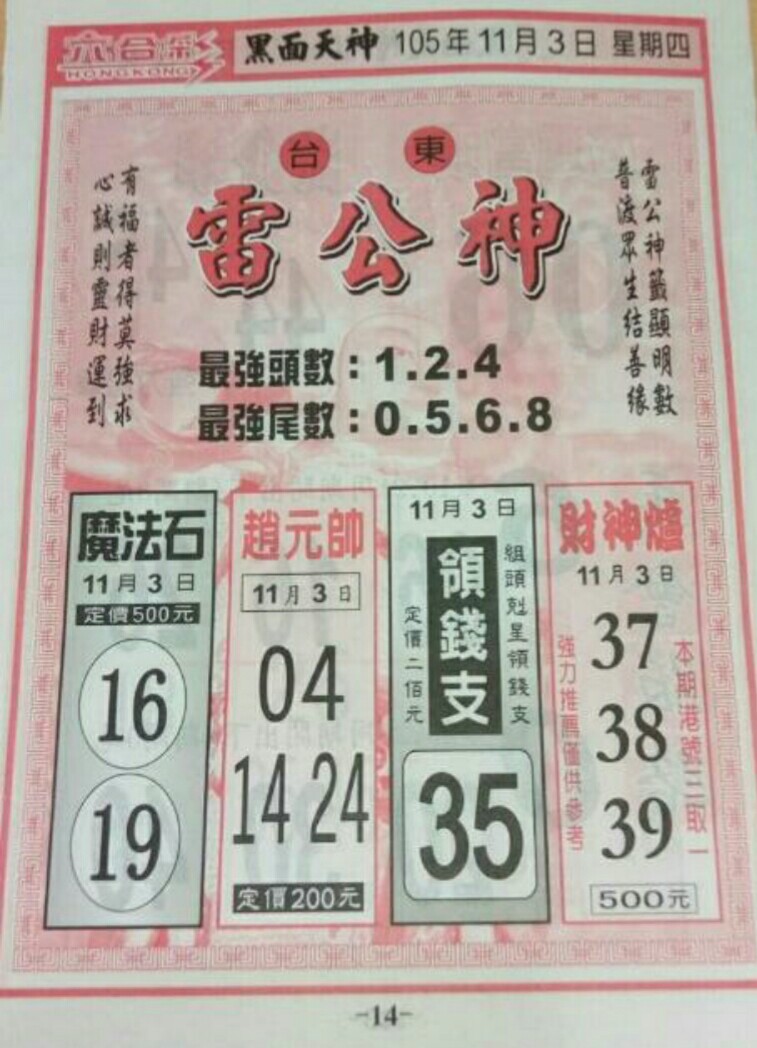 六合彩
HONGKONG
黑面天神 105年11月3日 星期四
台東
雷公神
雷公神籤顯明數
普渡眾生結善緣
有福者得莫強求
心誠則靈財運到
最強頭數：1.2.4
最強尾數：0.5.6.8
魔法石
11月3日
定價500元
16
19
趙元帥
11月3日
04
14 24
定價200元
11月3日
組頭剋星領錢支
領錢支
定價二佰元
35
財神爐
11月3日
本期港號三取一
37
38
39
強力推薦僅供參考
500元
-14-